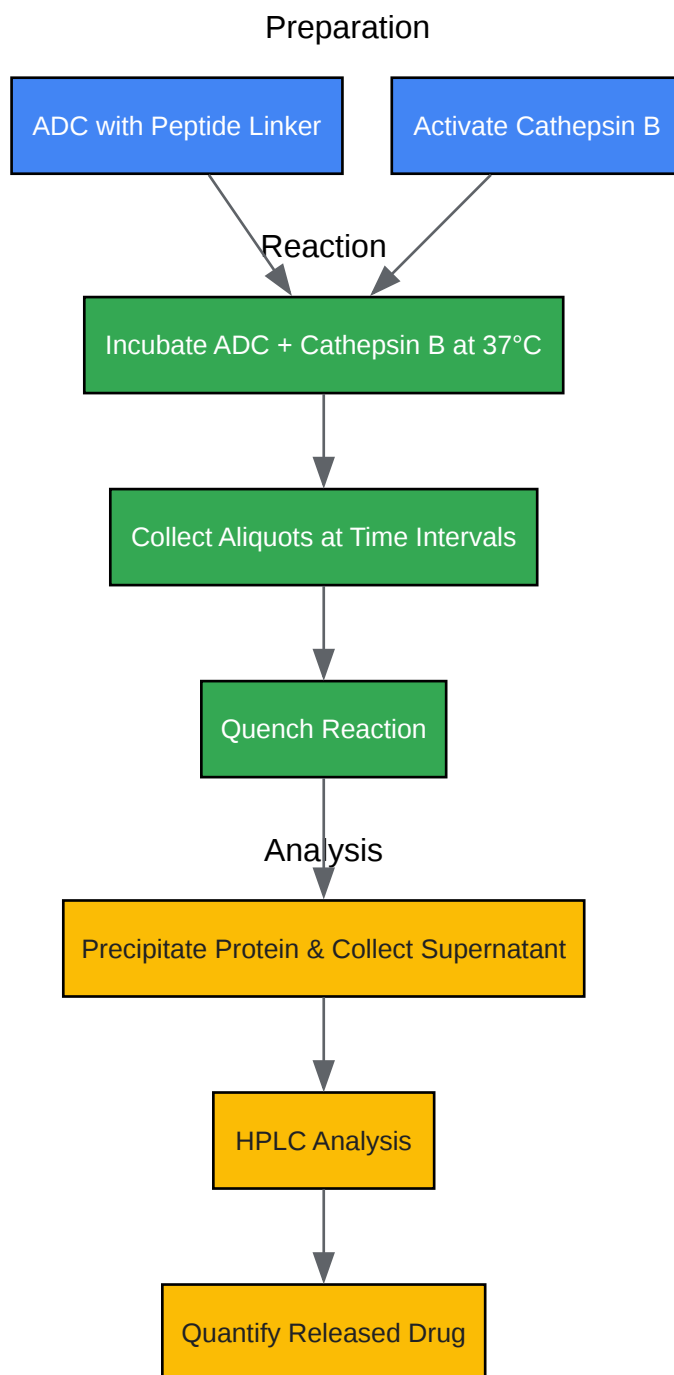 Preparation
ADC with Peptide Linker
Activate Cathepsin B
Reaction
Incubate ADC + Cathepsin B at 37°C
Collect Aliquots at Time Intervals
Quench Reaction
Analysis
Precipitate Protein & Collect Supernatant
HPLC Analysis
Quantify Released Drug